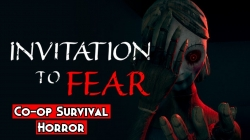 INVITATION
TO FEAR
Co-op Survival
Horror